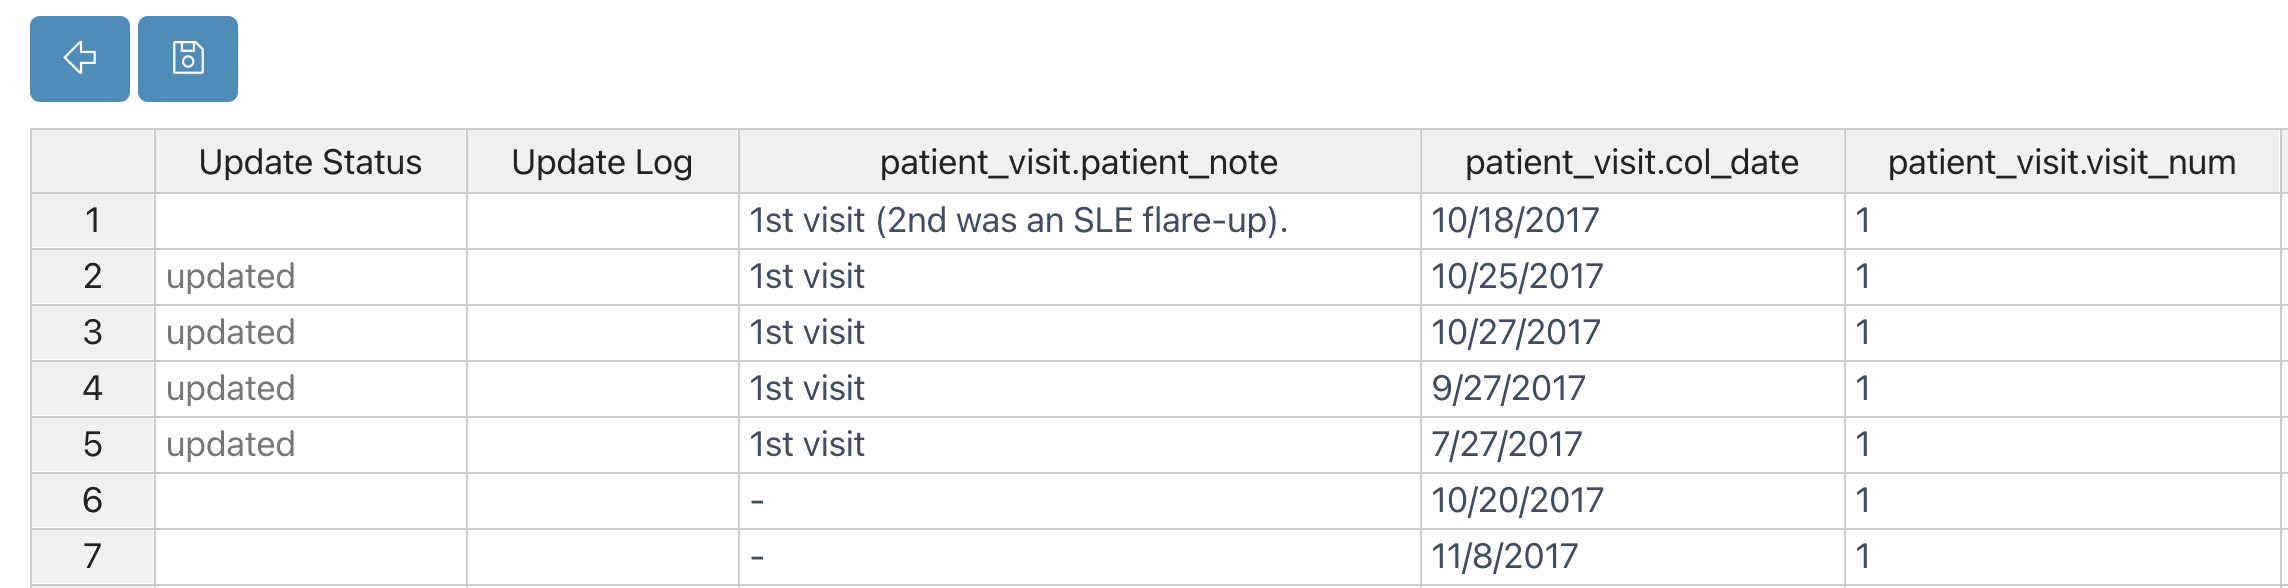 Update Status Update Log patient_visit.patient_note patient_visit.col_date patient_visit.visit_num
1 1st visit (2nd was an SLE flare-up). 10/18/2017 1
2 updated 1st visit 10/25/2017 1
3 updated 1st visit 10/27/2017 1
4 updated 1st visit 9/27/2017 1
5 updated 1st visit 7/27/2017 1
6 - 10/20/2017 1
7 - 11/8/2017 1